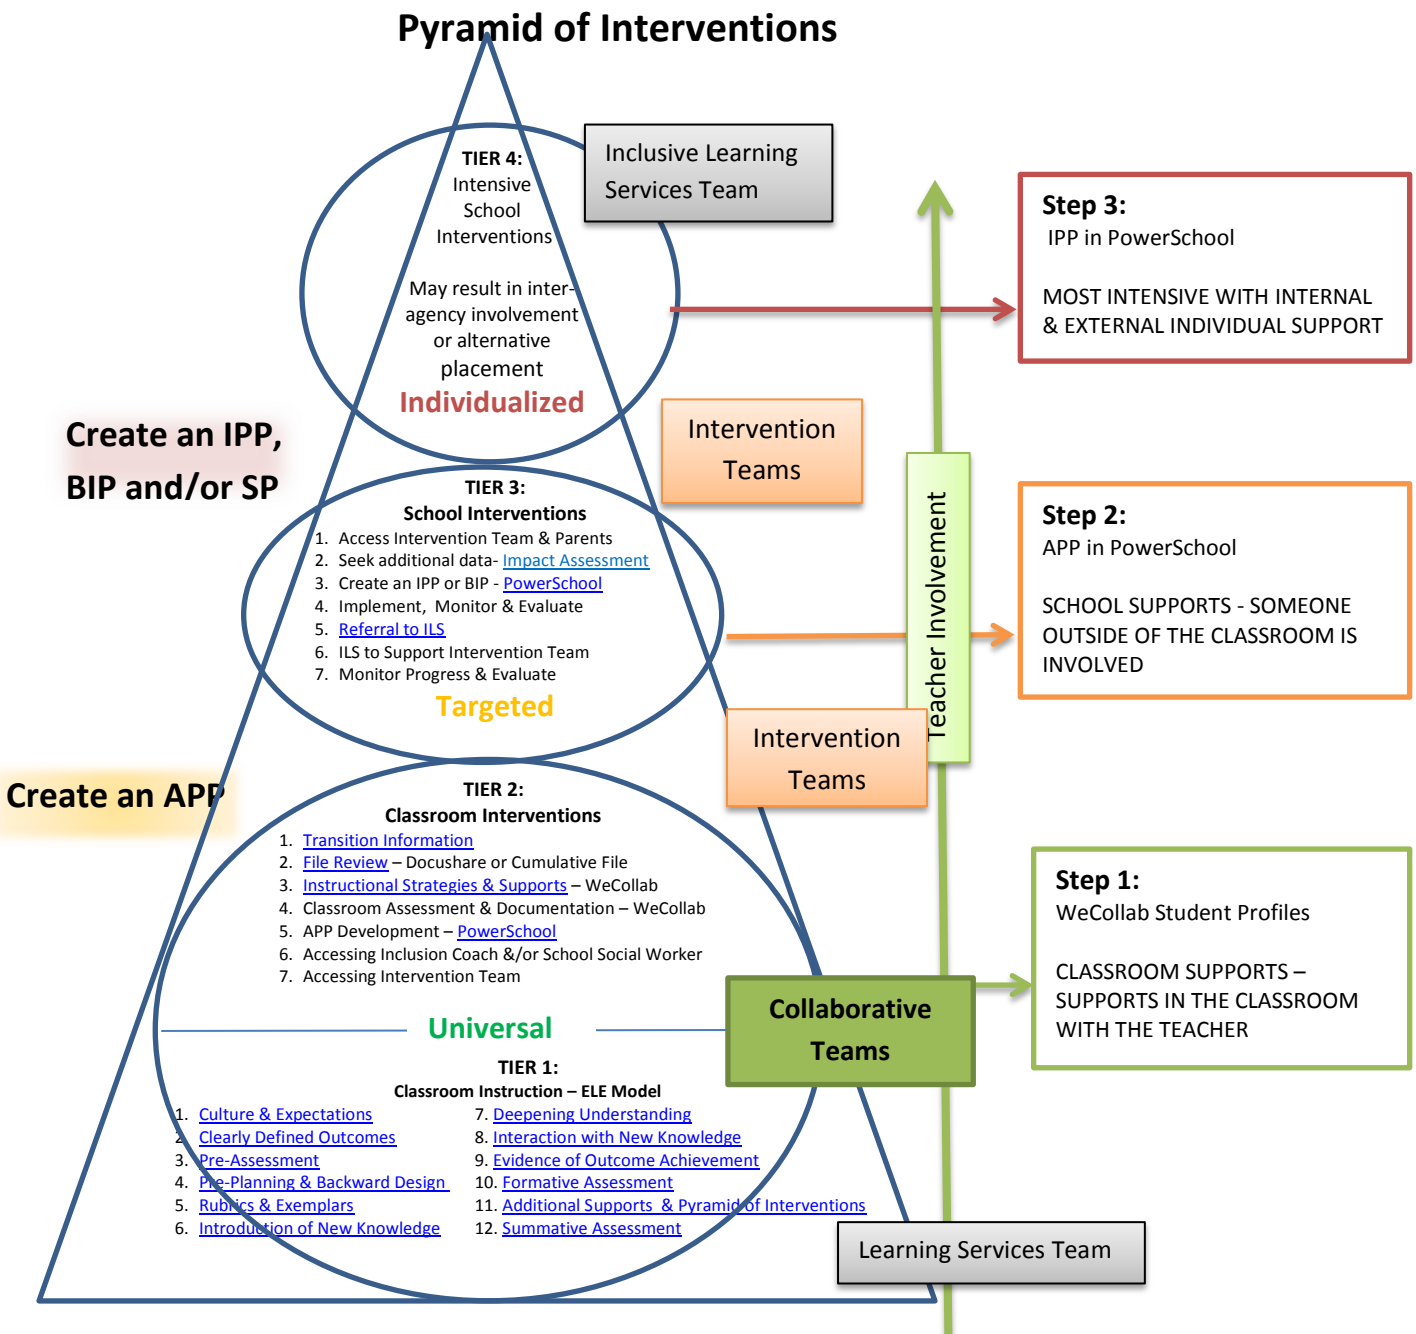 Pyramid of Interventions
TIER 4:
Intensive
School
Interventions
May result in inter-
agency involvement
or alternative
placement
Individualized
Inclusive Learning
Services Team
Step 3:
IPP in PowerSchool
MOST INTENSIVE WITH INTERNAL
& EXTERNAL INDIVIDUAL SUPPORT
Create an IPP,
BIP and/or SP
Intervention
Teams
TIER 3:
School Interventions
1. Access Intervention Team & Parents
2. Seek additional data- Impact Assessment
3. Create an IPP or BIP - PowerSchool
4. Implement, Monitor & Evaluate
5. Referral to ILS
6. ILS to Support Intervention Team
7. Monitor Progress & Evaluate
Targeted
Teacher Involvement
Step 2:
APP in PowerSchool
SCHOOL SUPPORTS - SOMEONE
OUTSIDE OF THE CLASSROOM IS
INVOLVED
Intervention
Teams
Create an APP
TIER 2:
Classroom Interventions
1. Transition Information
2. File Review – Docushare or Cumulative File
3. Instructional Strategies & Supports – WeCollab
4. Classroom Assessment & Documentation – WeCollab
5. APP Development – PowerSchool
6. Accessing Inclusion Coach &/or School Social Worker
7. Accessing Intervention Team
Step 1:
WeCollab Student Profiles
CLASSROOM SUPPORTS –
SUPPORTS IN THE CLASSROOM
WITH THE TEACHER
Collaborative
Teams
Universal
TIER 1:
Classroom Instruction – ELE Model
1. Culture & Expectations
2. Clearly Defined Outcomes
3. Pre-Assessment
4. Pre-Planning & Backward Design
5. Rubrics & Exemplars
6. Introduction of New Knowledge
7. Deepening Understanding
8. Interaction with New Knowledge
9. Evidence of Outcome Achievement
10. Formative Assessment
11. Additional Supports & Pyramid of Interventions
12. Summative Assessment
Learning Services Team